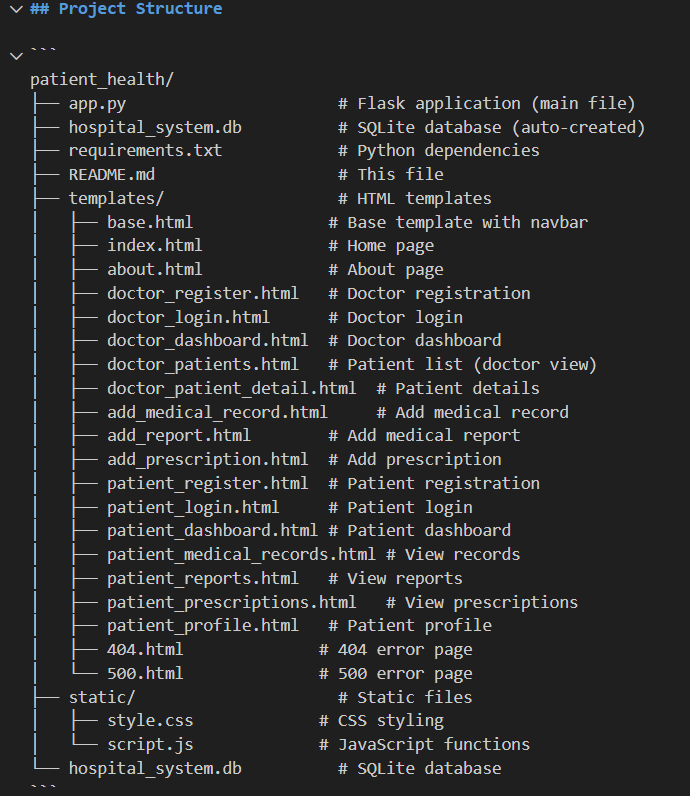 ## Project Structure
```
patient_health/
├── app.py                      # Flask application (main file)
├── hospital_system.db          # SQLite database (auto-created)
├── requirements.txt            # Python dependencies
├── README.md                   # This file
├── templates/                  # HTML templates
│   ├── base.html              # Base template with navbar
│   ├── index.html             # Home page
│   ├── about.html             # About page
│   ├── doctor_register.html   # Doctor registration
│   ├── doctor_login.html      # Doctor login
│   ├── doctor_dashboard.html  # Doctor dashboard
│   ├── doctor_patients.html   # Patient list (doctor view)
│   ├── doctor_patient_detail.html  # Patient details
│   ├── add_medical_record.html     # Add medical record
│   ├── add_report.html        # Add medical report
│   ├── add_prescription.html  # Add prescription
│   ├── patient_register.html  # Patient registration
│   ├── patient_login.html     # Patient login
│   ├── patient_dashboard.html # Patient dashboard
│   ├── patient_medical_records.html # View records
│   ├── patient_reports.html   # View reports
│   ├── patient_prescriptions.html   # View prescriptions
│   ├── patient_profile.html   # Patient profile
│   ├── 404.html              # 404 error page
│   └── 500.html              # 500 error page
├── static/                     # Static files
│   ├── style.css             # CSS styling
│   └── script.js             # JavaScript functions
└── hospital_system.db          # SQLite database
```